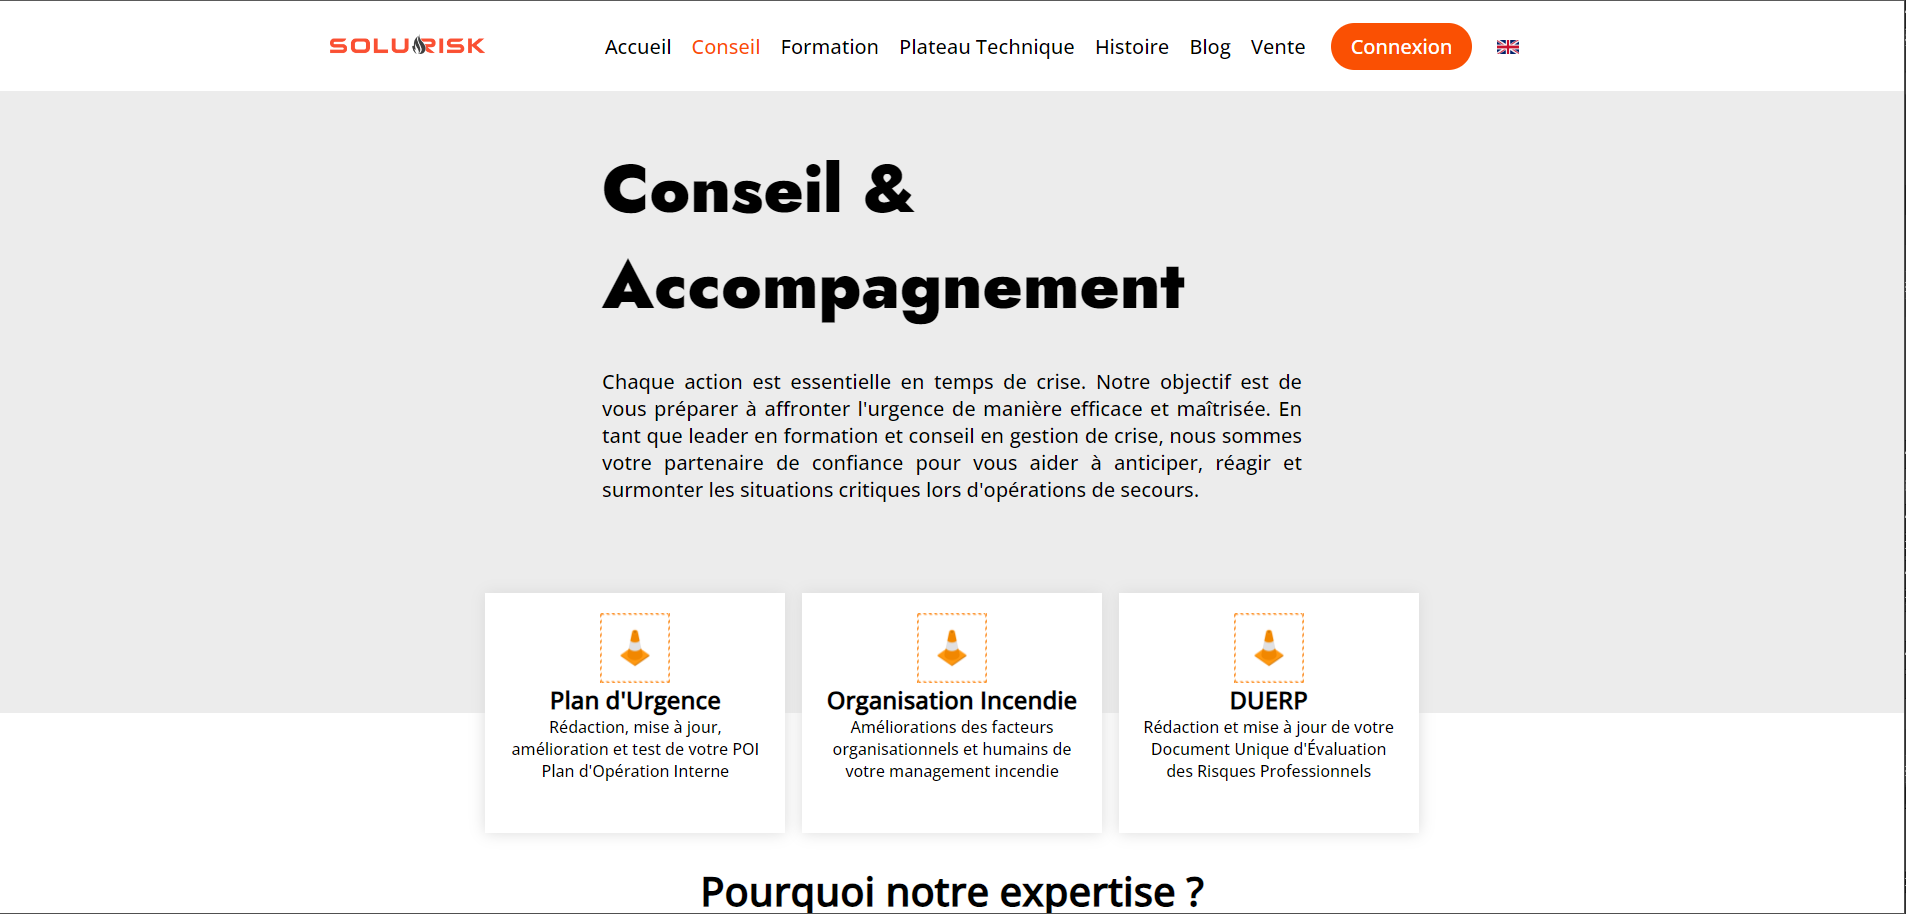 SOLURISK
Accueil Conseil Formation Plateau Technique Histoire Blog Vente Connexion
Conseil &
Accompagnement
Chaque action est essentielle en temps de crise. Notre objectif est de
vous préparer à affronter l'urgence de manière efficace et maîtrisée. En
tant que leader en formation et conseil en gestion de crise, nous sommes
votre partenaire de confiance pour vous aider à anticiper, réagir et
surmonter les situations critiques lors d'opérations de secours.
Plan d'Urgence
Rédaction, mise à jour,
amélioration et test de votre POI
Plan d'Opération Interne
Organisation Incendie
Améliorations des facteurs
organisationnels et humains de
votre management incendie
DUERP
Rédaction et mise à jour de votre
Document Unique d'Évaluation
des Risques Professionnels
Pourquoi notre expertise ?